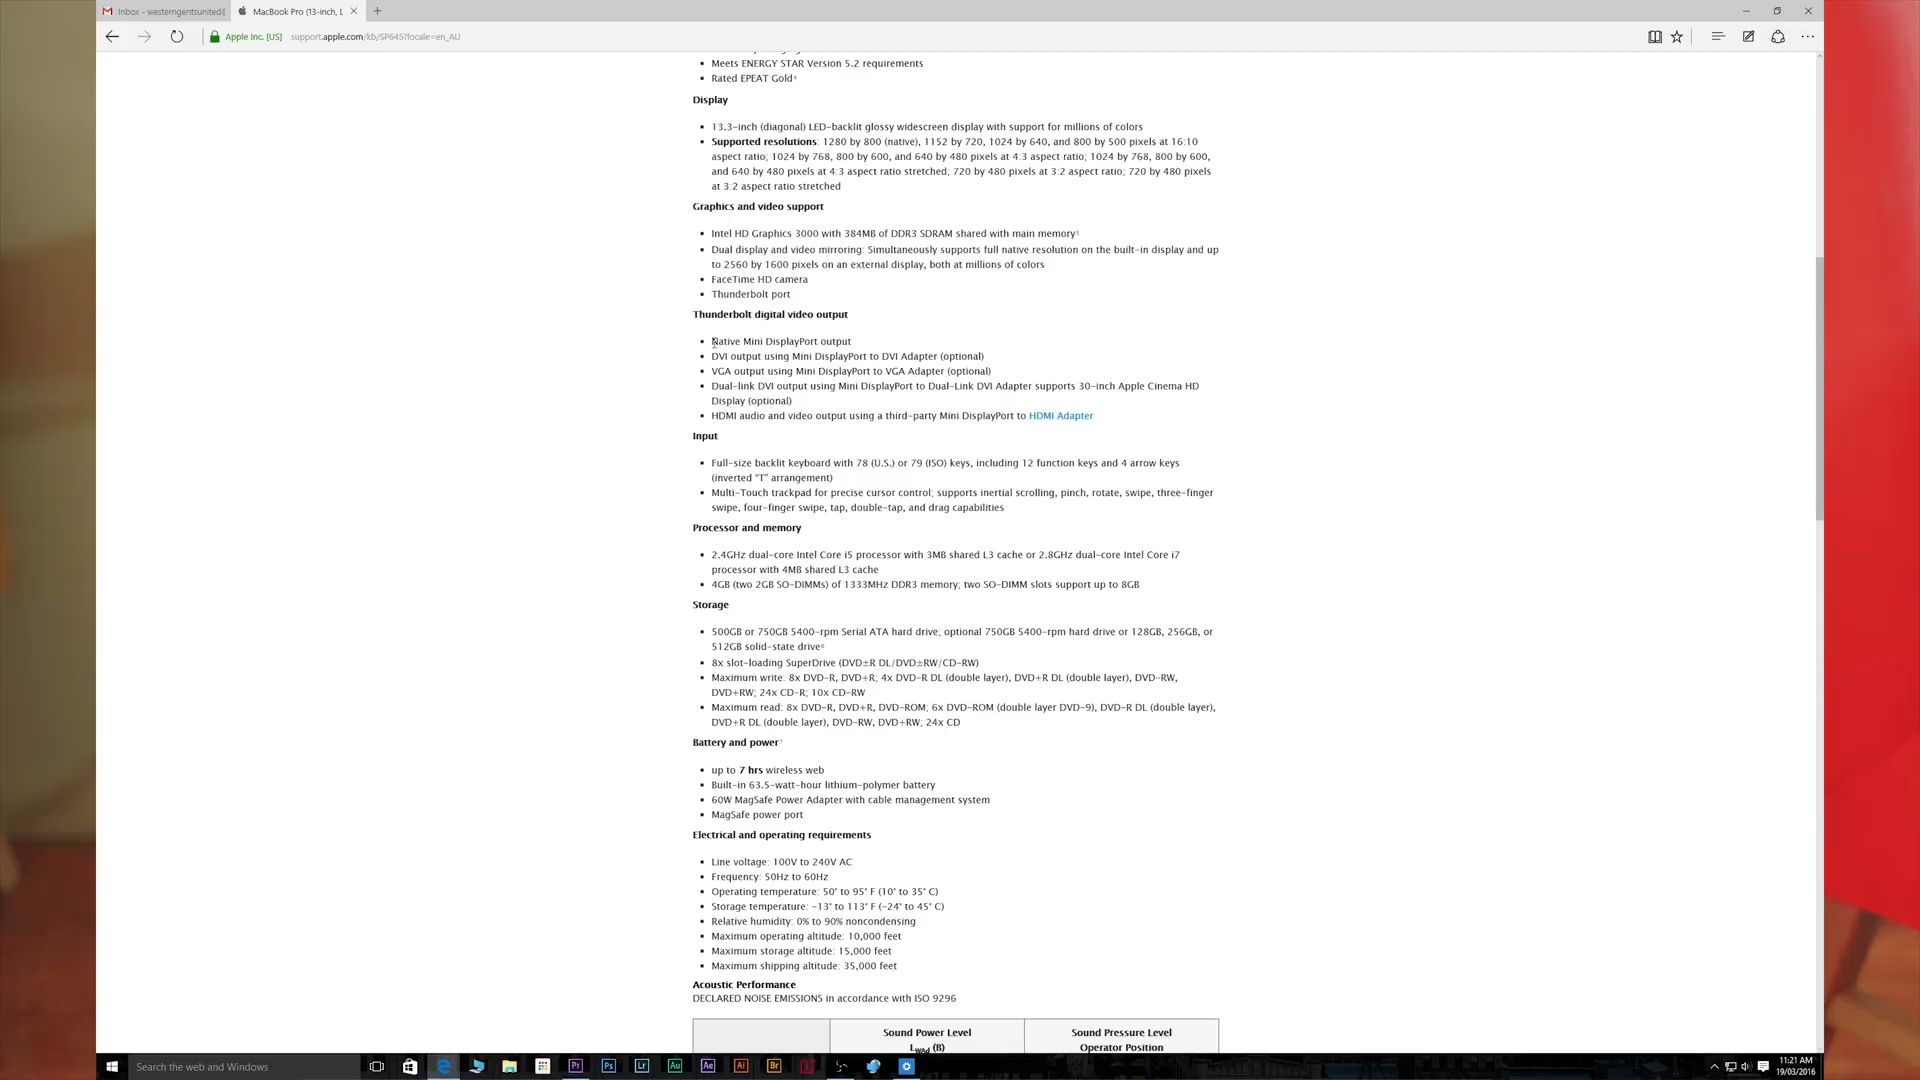 Inbox - westerngentsunited@
MacBook Pro (13-inch, L
Apple Inc. [US] support.apple.com/kb/SP645?locale=en_AU
▪ Meets ENERGY STAR Version 5.2 requirements
▪ Rated EPEAT Gold⁴
Display
▪ 13.3-inch (diagonal) LED-backlit glossy widescreen display with support for millions of colors
▪ Supported resolutions: 1280 by 800 (native), 1152 by 720, 1024 by 640, and 800 by 500 pixels at 16:10
aspect ratio; 1024 by 768, 800 by 600, and 640 by 480 pixels at 4:3 aspect ratio; 1024 by 768, 800 by 600,
and 640 by 480 pixels at 4:3 aspect ratio stretched; 720 by 480 pixels at 3:2 aspect ratio; 720 by 480 pixels
at 3:2 aspect ratio stretched
Graphics and video support
▪ Intel HD Graphics 3000 with 384MB of DDR3 SDRAM shared with main memory⁵
▪ Dual display and video mirroring: Simultaneously supports full native resolution on the built-in display and up
to 2560 by 1600 pixels on an external display, both at millions of colors
▪ FaceTime HD camera
▪ Thunderbolt port
Thunderbolt digital video output
▪ Native Mini DisplayPort output
▪ DVI output using Mini DisplayPort to DVI Adapter (optional)
▪ VGA output using Mini DisplayPort to VGA Adapter (optional)
▪ Dual-link DVI output using Mini DisplayPort to Dual-Link DVI Adapter supports 30-inch Apple Cinema HD
Display (optional)
▪ HDMI audio and video output using a third-party Mini DisplayPort to HDMI Adapter
Input
▪ Full-size backlit keyboard with 78 (U.S.) or 79 (ISO) keys, including 12 function keys and 4 arrow keys
(inverted "T" arrangement)
▪ Multi-Touch trackpad for precise cursor control; supports inertial scrolling, pinch, rotate, swipe, three-finger
swipe, four-finger swipe, tap, double-tap, and drag capabilities
Processor and memory
▪ 2.4GHz dual-core Intel Core i5 processor with 3MB shared L3 cache or 2.8GHz dual-core Intel Core i7
processor with 4MB shared L3 cache
▪ 4GB (two 2GB SO-DIMMs) of 1333MHz DDR3 memory; two SO-DIMM slots support up to 8GB
Storage
▪ 500GB or 750GB 5400-rpm Serial ATA hard drive; optional 750GB 5400-rpm hard drive or 128GB, 256GB, or
512GB solid-state drive⁶
▪ 8x slot-loading SuperDrive (DVD±R DL/DVD±RW/CD-RW)
▪ Maximum write: 8x DVD-R, DVD+R; 4x DVD-R DL (double layer), DVD+R DL (double layer), DVD-RW,
DVD+RW; 24x CD-R; 10x CD-RW
▪ Maximum read: 8x DVD-R, DVD+R, DVD-ROM; 6x DVD-ROM (double layer DVD-9), DVD-R DL (double layer),
DVD+R DL (double layer), DVD-RW, DVD+RW; 24x CD
Battery and power⁷
▪ up to 7 hrs wireless web
▪ Built-in 63.5-watt-hour lithium-polymer battery
▪ 60W MagSafe Power Adapter with cable management system
▪ MagSafe power port
Electrical and operating requirements
▪ Line voltage: 100V to 240V AC
▪ Frequency: 50Hz to 60Hz
▪ Operating temperature: 50° to 95° F (10° to 35° C)
▪ Storage temperature: -13° to 113° F (-24° to 45° C)
▪ Relative humidity: 0% to 90% noncondensing
▪ Maximum operating altitude: 10,000 feet
▪ Maximum storage altitude: 15,000 feet
▪ Maximum shipping altitude: 35,000 feet
Acoustic Performance
DECLARED NOISE EMISSIONS in accordance with ISO 9296
Sound Power Level Sound Pressure Level
LWAd (B) Operator Position
Search the web and Windows
Pr Ps Lr Au Ae Ai Br
11:21 AM
19/03/2016